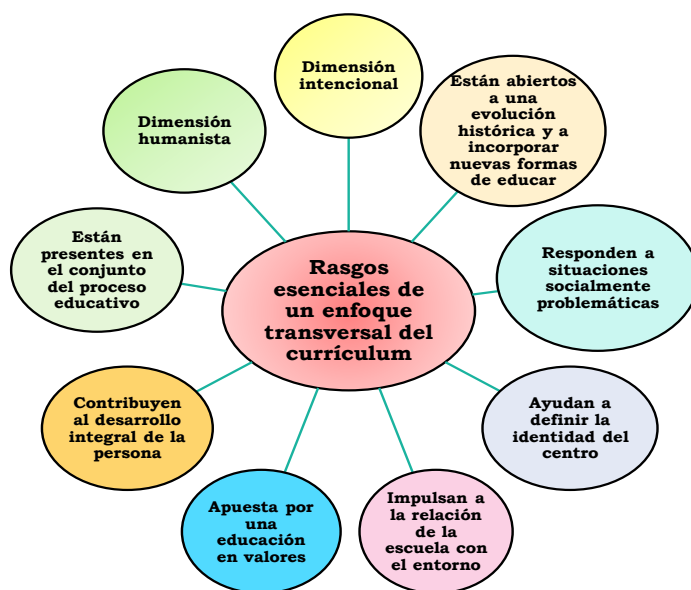 Dimensión
intencional
Están abiertos
a una
evolución
histórica y a
incorporar
nuevas formas
de educar
Dimensión
humanista
Están
presentes en
el conjunto
del proceso
educativo
Rasgos
esenciales de
un enfoque
transversal del
currículum
Responden a
situaciones
socialmente
problemáticas
Contribuyen
al desarrollo
integral de la
persona
Ayudan a
definir la
identidad del
centro
Apuesta por
una
educación
en valores
Impulsan a
la relación
de la
escuela con
el entorno